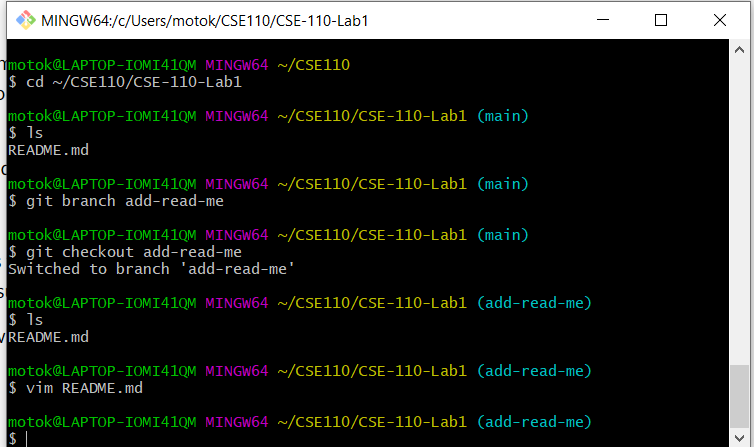 MINGW64:/c/Users/motok/CSE110/CSE-110-Lab1
motok@LAPTOP-IOMI41QM MINGW64 ~/CSE110
$ cd ~/CSE110/CSE-110-Lab1
motok@LAPTOP-IOMI41QM MINGW64 ~/CSE110/CSE-110-Lab1 (main)
$ ls
README.md
motok@LAPTOP-IOMI41QM MINGW64 ~/CSE110/CSE-110-Lab1 (main)
$ git branch add-read-me
motok@LAPTOP-IOMI41QM MINGW64 ~/CSE110/CSE-110-Lab1 (main)
$ git checkout add-read-me
Switched to branch 'add-read-me'
motok@LAPTOP-IOMI41QM MINGW64 ~/CSE110/CSE-110-Lab1 (add-read-me)
$ ls
README.md
motok@LAPTOP-IOMI41QM MINGW64 ~/CSE110/CSE-110-Lab1 (add-read-me)
$ vim README.md
motok@LAPTOP-IOMI41QM MINGW64 ~/CSE110/CSE-110-Lab1 (add-read-me)
$